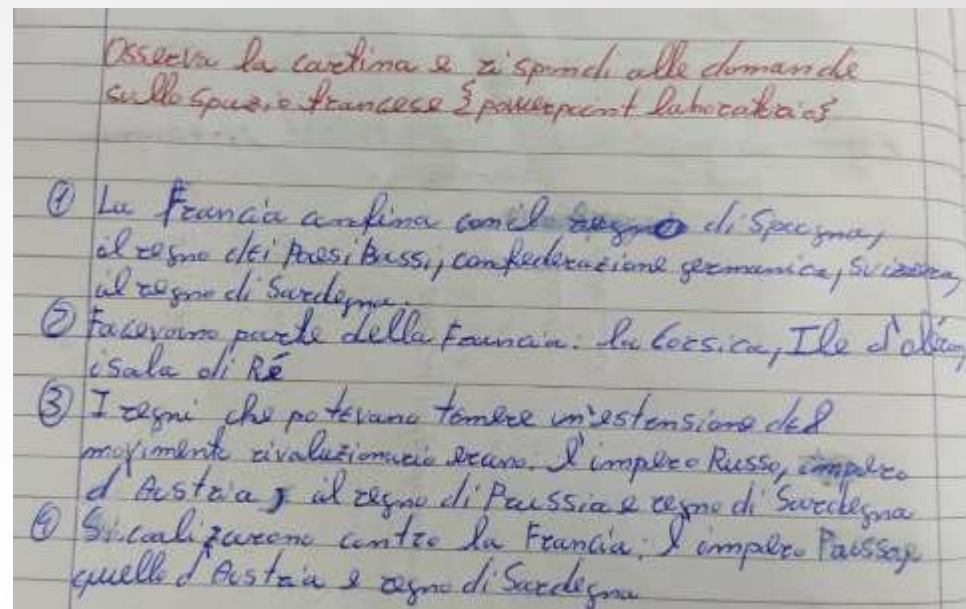 Osserva la cartina e rispondi alle domande
sullo spazio francese {powerpoint laboratorio}
① La Francia confina con il regno di Spagna,
il regno dei Paesi Bassi, confederazione germanica, Svizzera,
il regno di Sardegna.
② Facevano parte della Francia: la Corsica, Ile d'oléron,
isola di Ré
③ I regni che potevano temere un'estensione del
movimento rivoluzionario erano: l'impero Russo, impero
d'Austria, il regno di Prussia e regno di Sardegna
④ Si coalizzarono contro la Francia: l'impero
quello d'Austria e regno di Sardegna